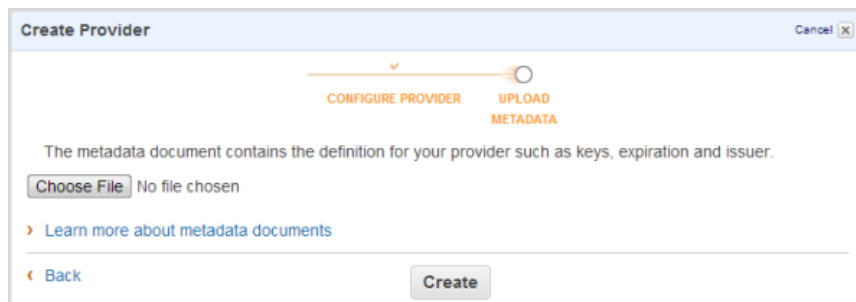 Create Provider
Cancel
CONFIGURE PROVIDER
UPLOAD
METADATA
The metadata document contains the definition for your provider such as keys, expiration and issuer.
Choose File No file chosen
Learn more about metadata documents
Back
Create